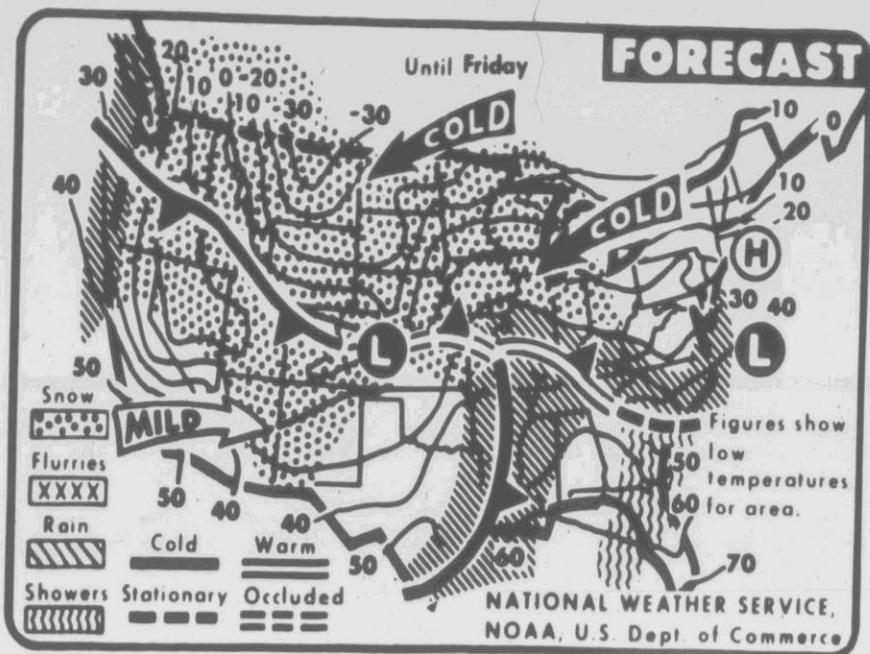 FORECAST
Until Friday
20
30
10
0
-20
10
-30
-30
COLD
10
0
40
COLD
10
20
H
30
40
L
L
50
Snow
MILD
Flurries
XXXX
50
40
40
50
60
Rain
Cold
Warm
Showers
Stationary
Occluded
Figures show
low
temperatures
for area.
50
60
70
NATIONAL WEATHER SERVICE,
NOAA, U.S. Dept. of Commerce